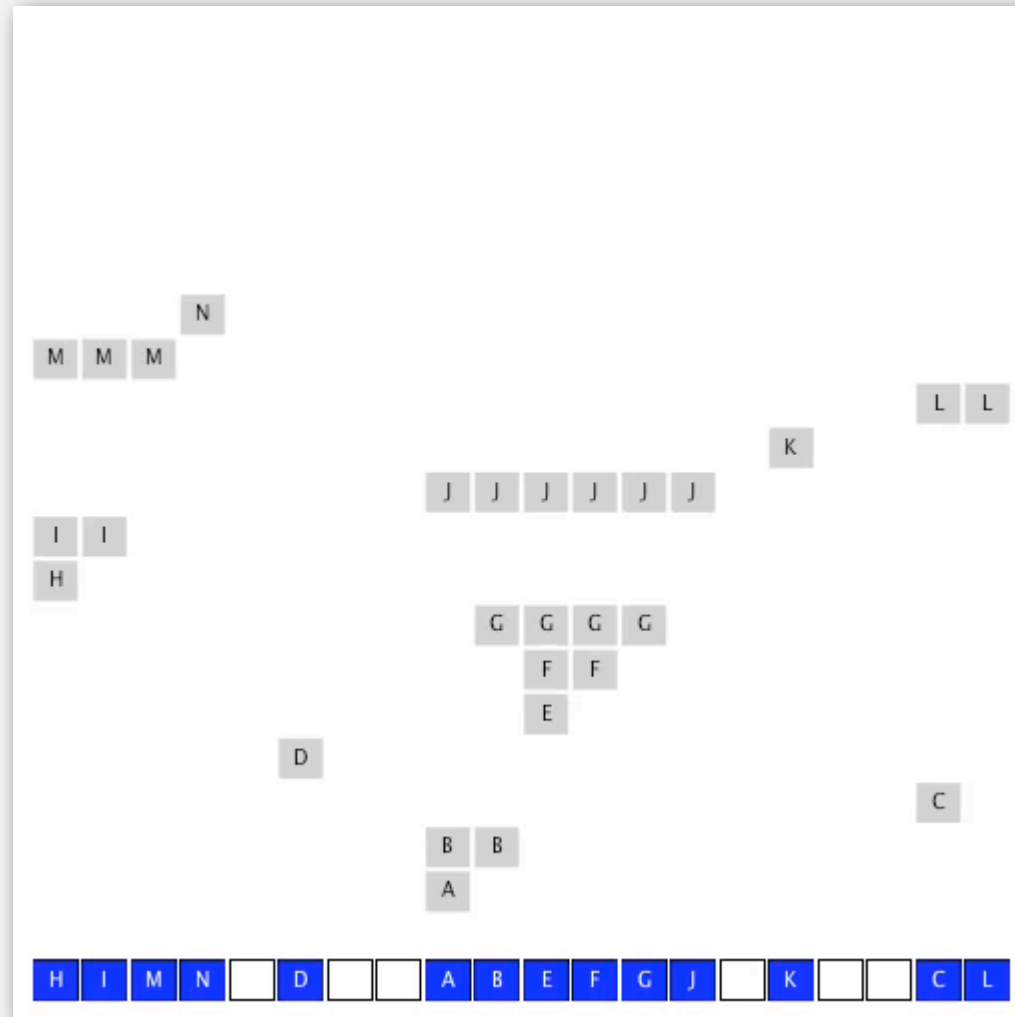 N
M M M
L L
K
J J J J J J
I I
H
G G G G
F F
E
D
C
B B
A
H I M N D A B E F G J K C L